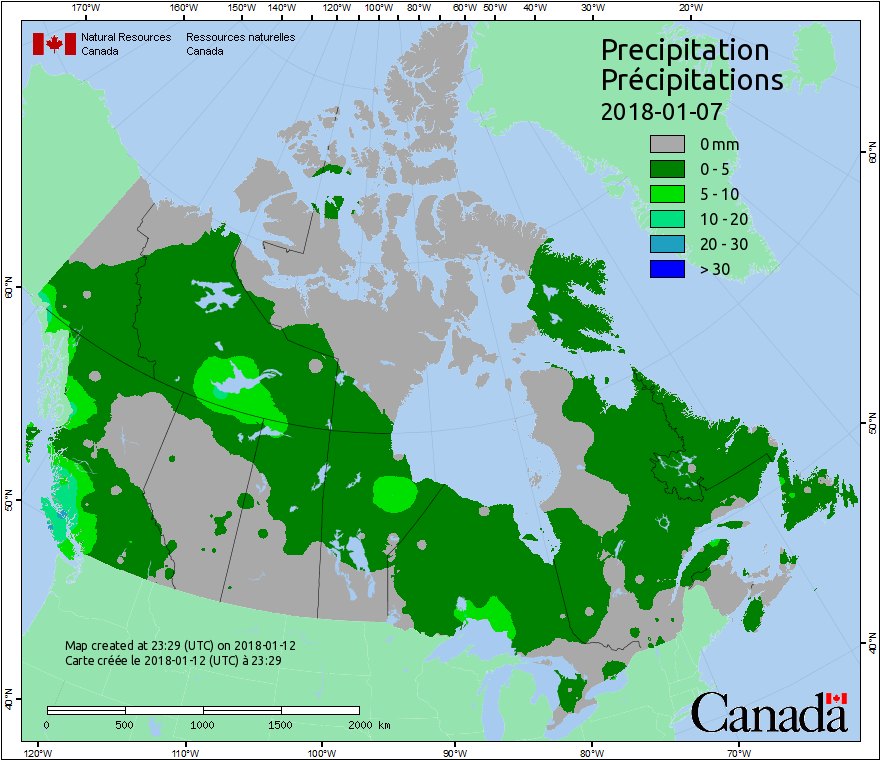 170°W 160°W 150°W 140°W 120°W 100°W 80°W 60°W 50°W 40°W 30°W 20°W
Natural Resources Ressources naturelles
Canada Canada
Precipitation
Précipitations
2018-01-07
0 mm
0 - 5
5 - 10
10 - 20
20 - 30
> 30
60°N
60°N
50°N
50°N
40°N
40°N
Map created at 23:29 (UTC) on 2018-01-12
Carte créée le 2018-01-12 (UTC) à 23:29
0 500 1000 1500 2000 km
Canada
120°W 110°W 100°W 90°W 80°W 70°W